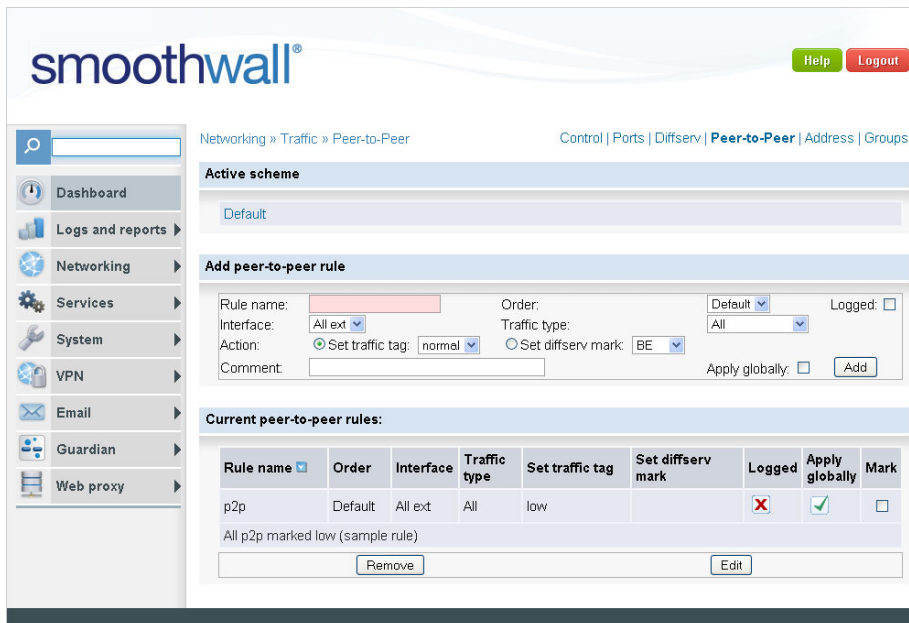 smoothwall®
Help Logout
Networking » Traffic » Peer-to-Peer
Control | Ports | Diffserv | Peer-to-Peer | Address | Groups
Dashboard
Logs and reports
Networking
Services
System
VPN
Email
Guardian
Web proxy
Active scheme
Default
Add peer-to-peer rule
Rule name: Order: Default Logged:
Interface: All ext Traffic type: All
Action: Set traffic tag: normal Set diffserv mark: BE
Comment: Apply globally: Add
Current peer-to-peer rules:
Rule name Order Interface Traffic type Set traffic tag Set diffserv mark Logged Apply globally Mark
p2p Default All ext All low
All p2p marked low (sample rule)
Remove Edit